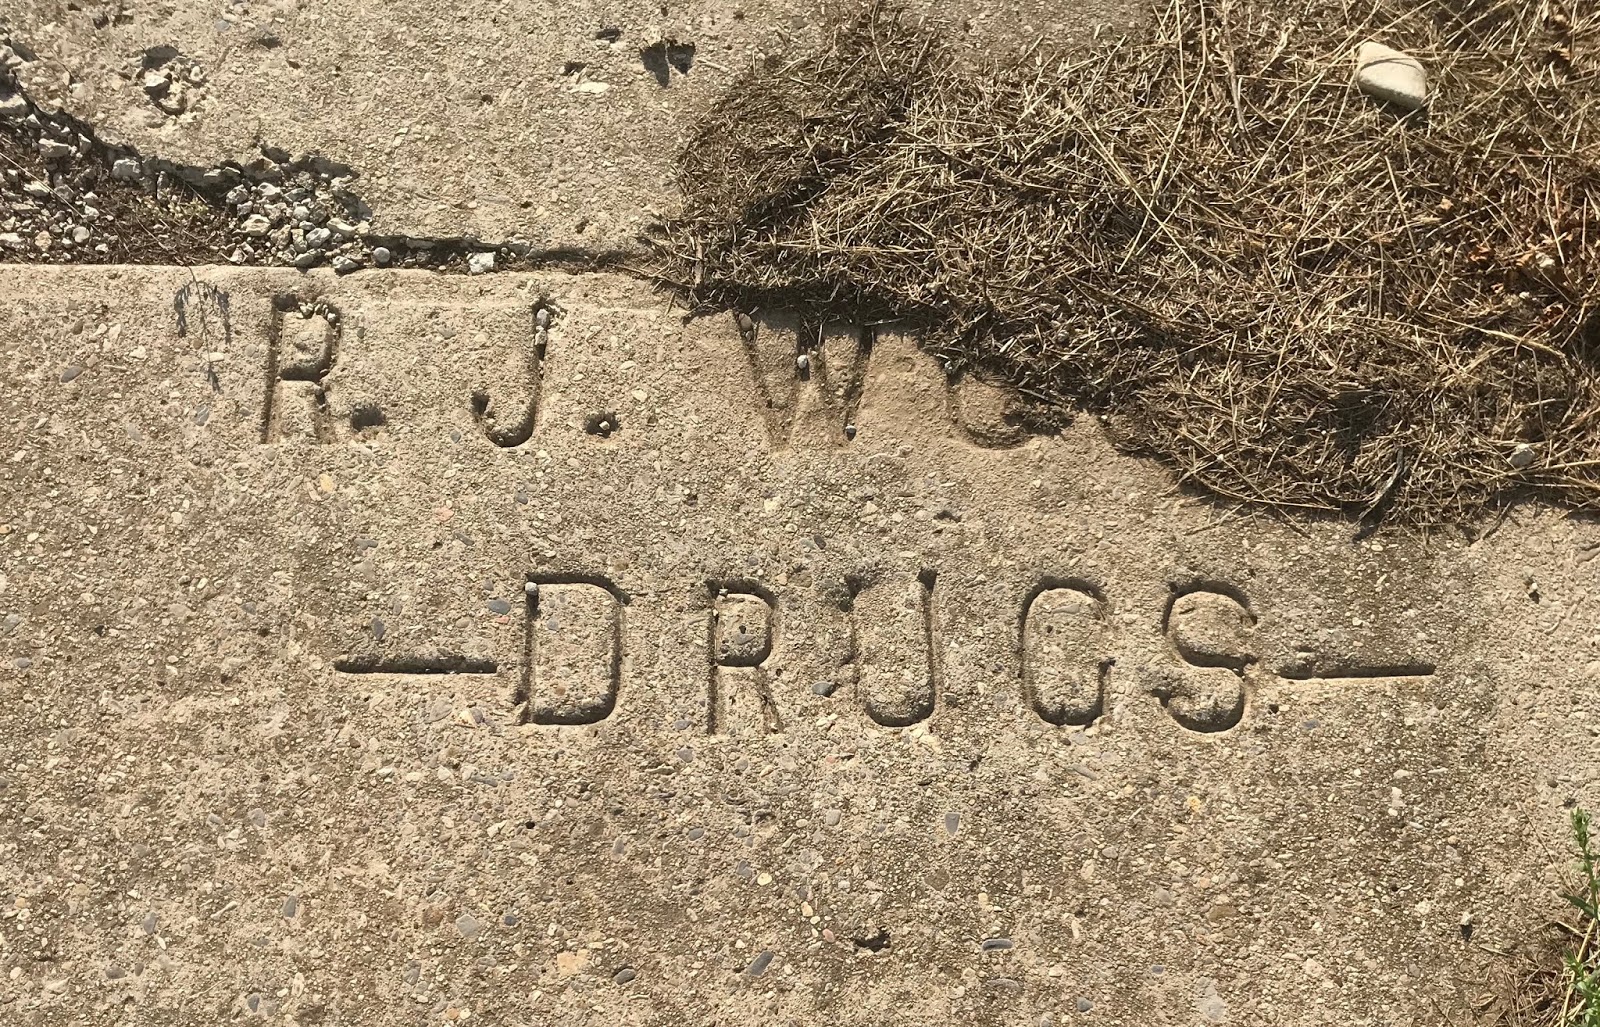 R. J. W
— DRUGS —